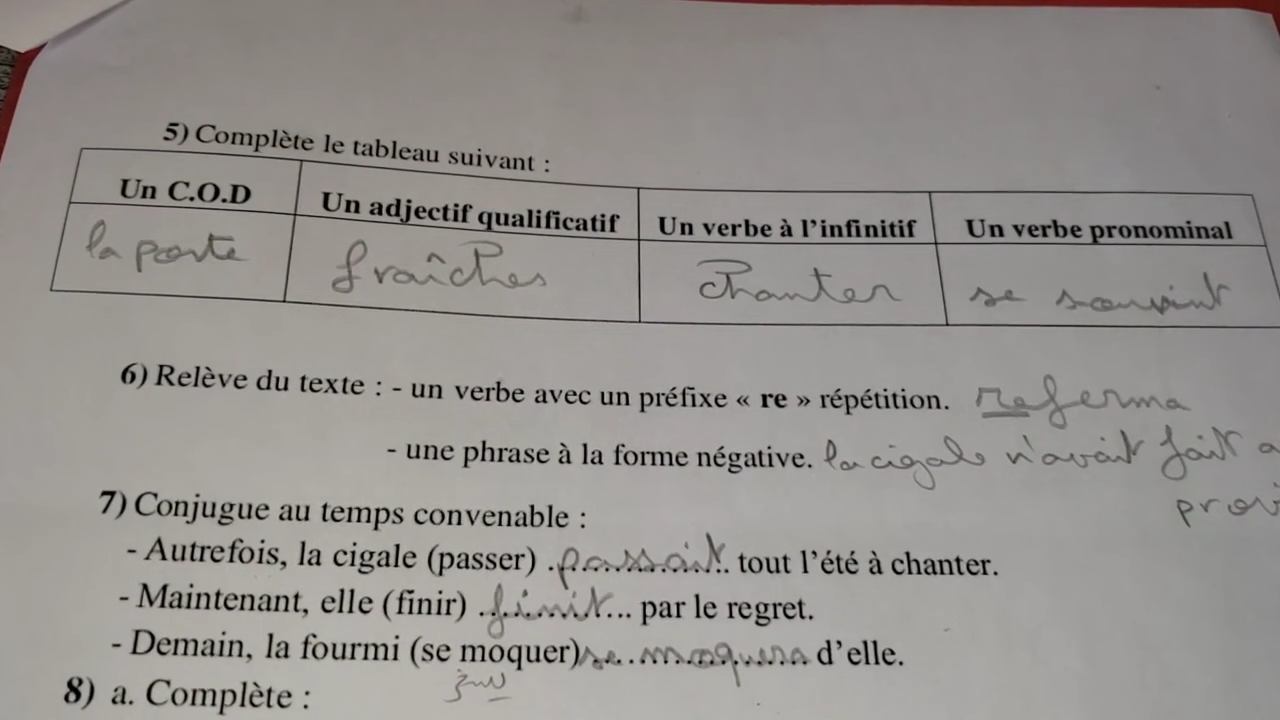 5) Complète le tableau suivant :
Un C.O.D Un adjectif qualificatif Un verbe à l'infinitif Un verbe pronominal
la porte fraîches chanter se souvint
6) Relève du texte : - un verbe avec un préfixe « re » répétition. referma
- une phrase à la forme négative. la cigale n'avait fait
7) Conjugue au temps convenable :
- Autrefois, la cigale (passer) passait tout l'été à chanter.
- Maintenant, elle (finir) finit par le regret.
- Demain, la fourmi (se moquer) se moquera d'elle.
8) a. Complète :